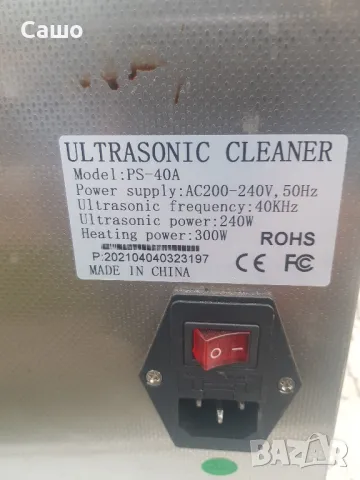 Сашо
ULTRASONIC CLEANER
Model:PS-40A
Power supply:AC200-240V,50Hz
Ultrasonic frequency:40KHz
Ultrasonic power:240W
Heating power:300W
ROHS
P:202104040323197
MADE IN CHINA
CE FC
BAZAR